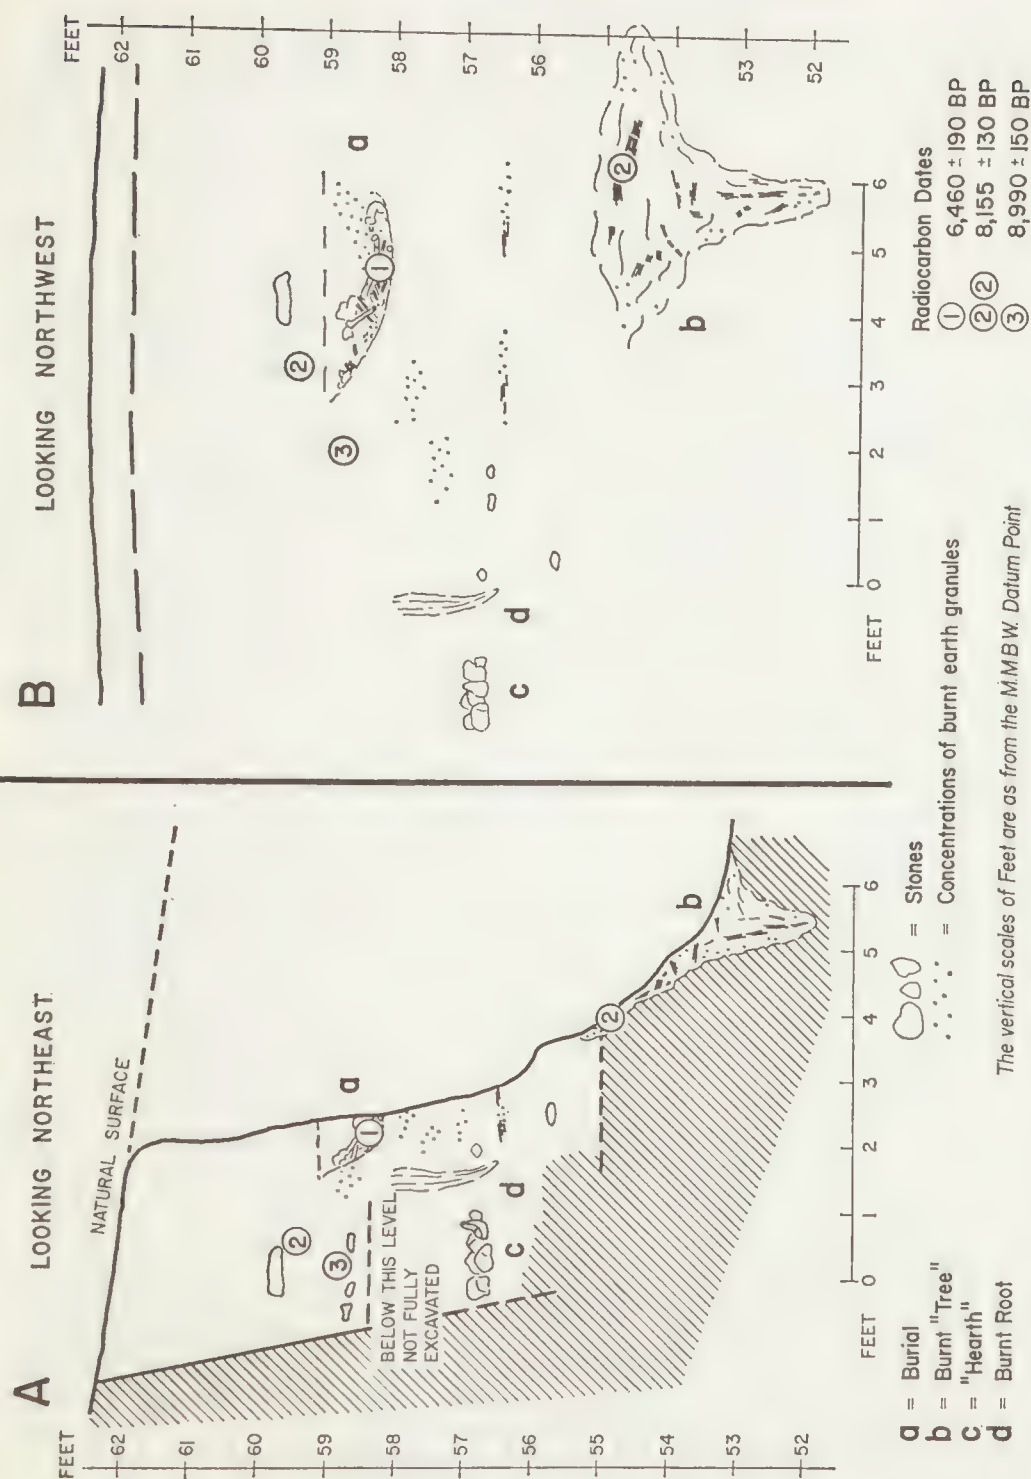 A
LOOKING NORTHEAST
FEET
62
61
60
59
58
57
56
55
54
53
52
NATURAL SURFACE
a
1
2
3
BELOW THIS LEVEL
NOT FULLY
EXCAVATED
c
d
2
b
FEET
0 1 2 3 4 5 6
B
LOOKING NORTHWEST
FEET
62
61
60
59
58
57
56
53
52
a
2
1
3
2
b
c
d
FEET
0 1 2 3 4 5 6
a = Burial
b = Burnt "Tree"
c = "Hearth"
d = Burnt Root
= Stones
= Concentrations of burnt earth granules
The vertical scales of Feet are as from the M.M.B.W. Datum Point
Radiocarbon Dates
1 6,460 ± 190 BP
2 2 8,155 ± 130 BP
3 8,990 ± 150 BP